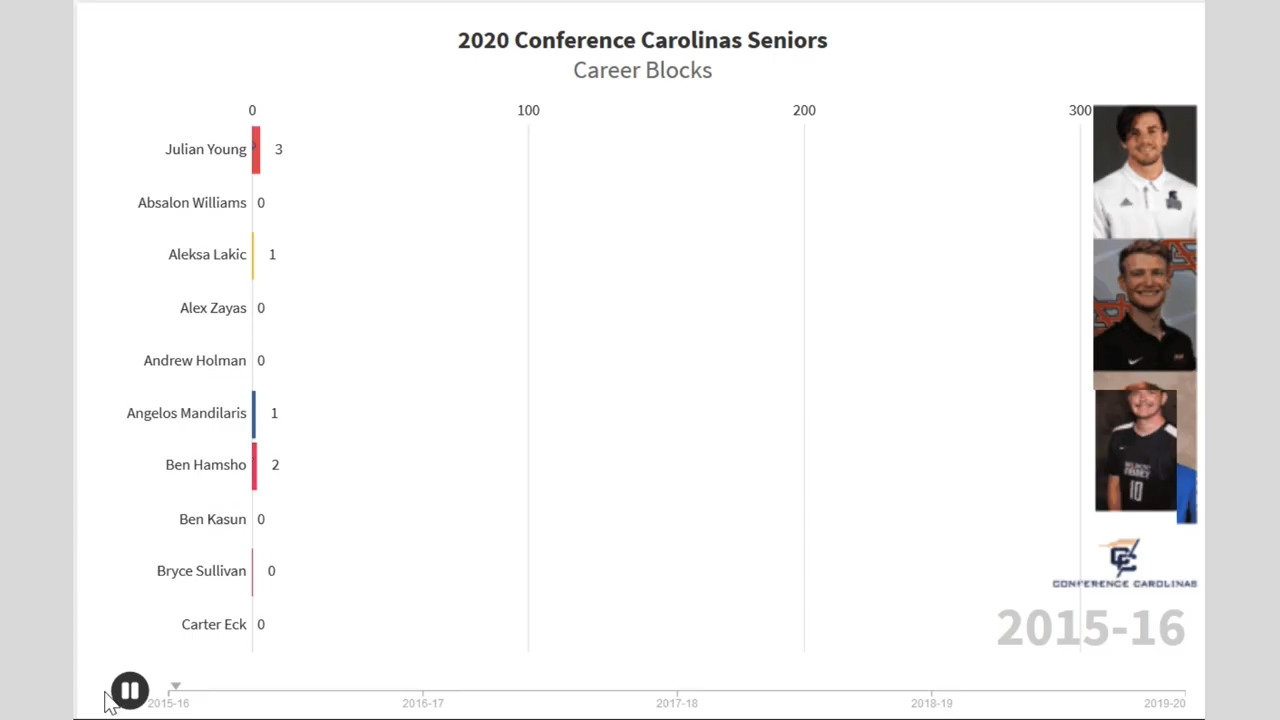 2020 Conference Carolinas Seniors
Career Blocks
0 100 200 300
Julian Young 3
Absalon Williams 0
Aleksa Lakic 1
Alex Zayas 0
Andrew Holman 0
Angelos Mandilaris 1
Ben Hamsho 2
Ben Kasun 0
Bryce Sullivan 0
Carter Eck 0
10
CONFERENCE CAROLINAS
2015-16
2015-16 2016-17 2017-18 2018-19 2019-20